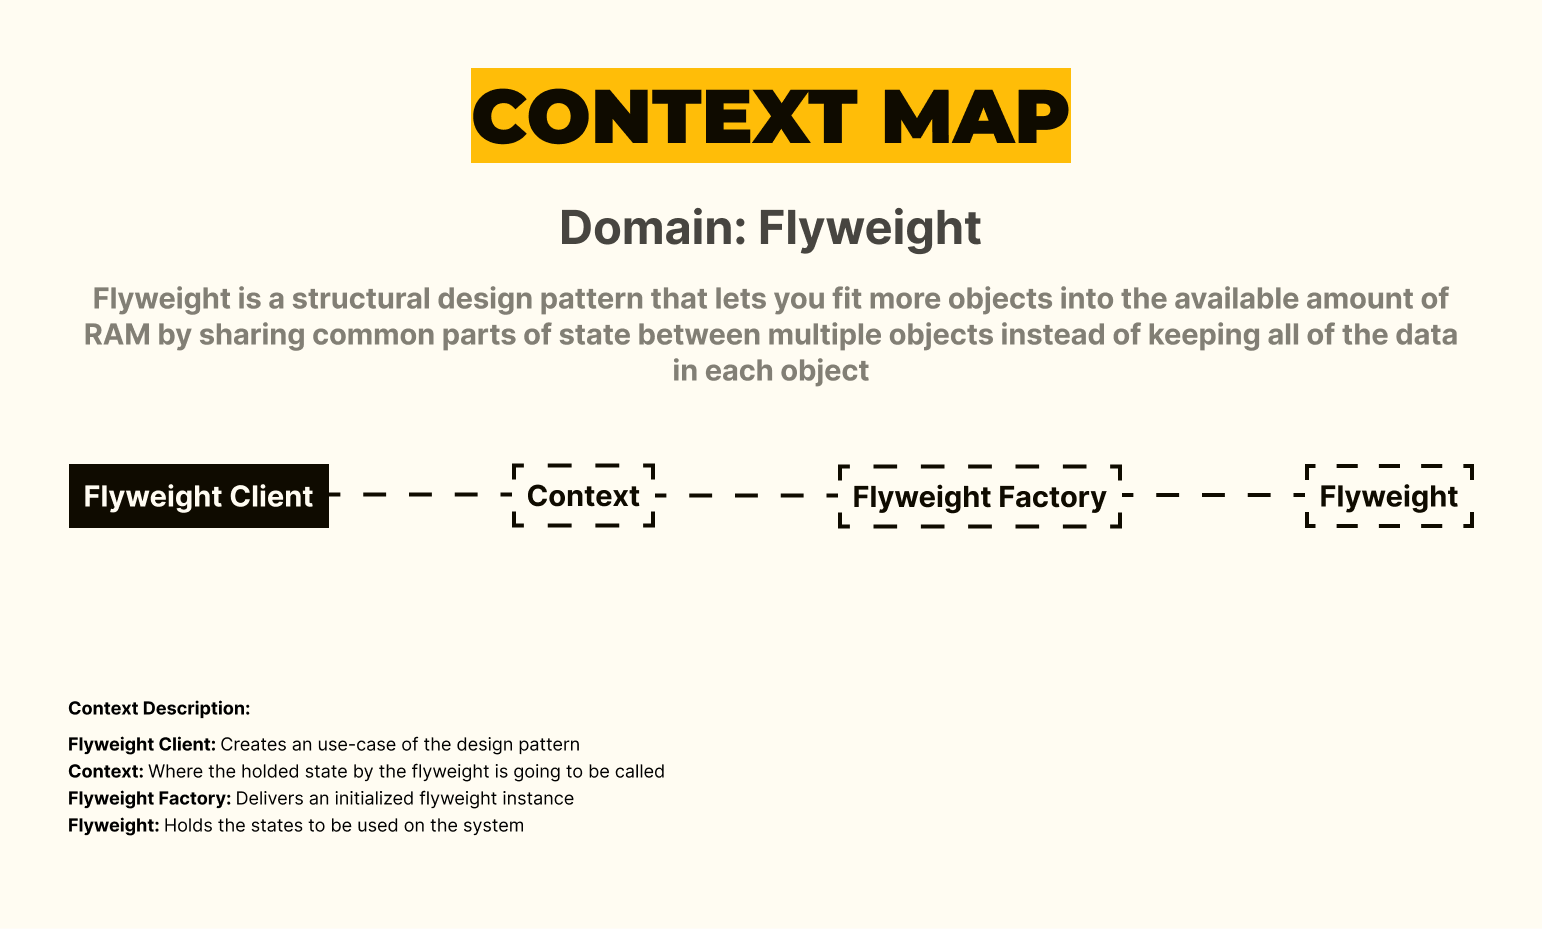 CONTEXT MAP
Domain: Flyweight
Flyweight is a structural design pattern that lets you fit more objects into the available amount of
RAM by sharing common parts of state between multiple objects instead of keeping all of the data
in each object
Flyweight Client
Context
Flyweight Factory
Flyweight
Context Description:
Flyweight Client: Creates an use-case of the design pattern
Context: Where the holded state by the flyweight is going to be called
Flyweight Factory: Delivers an initialized flyweight instance
Flyweight: Holds the states to be used on the system